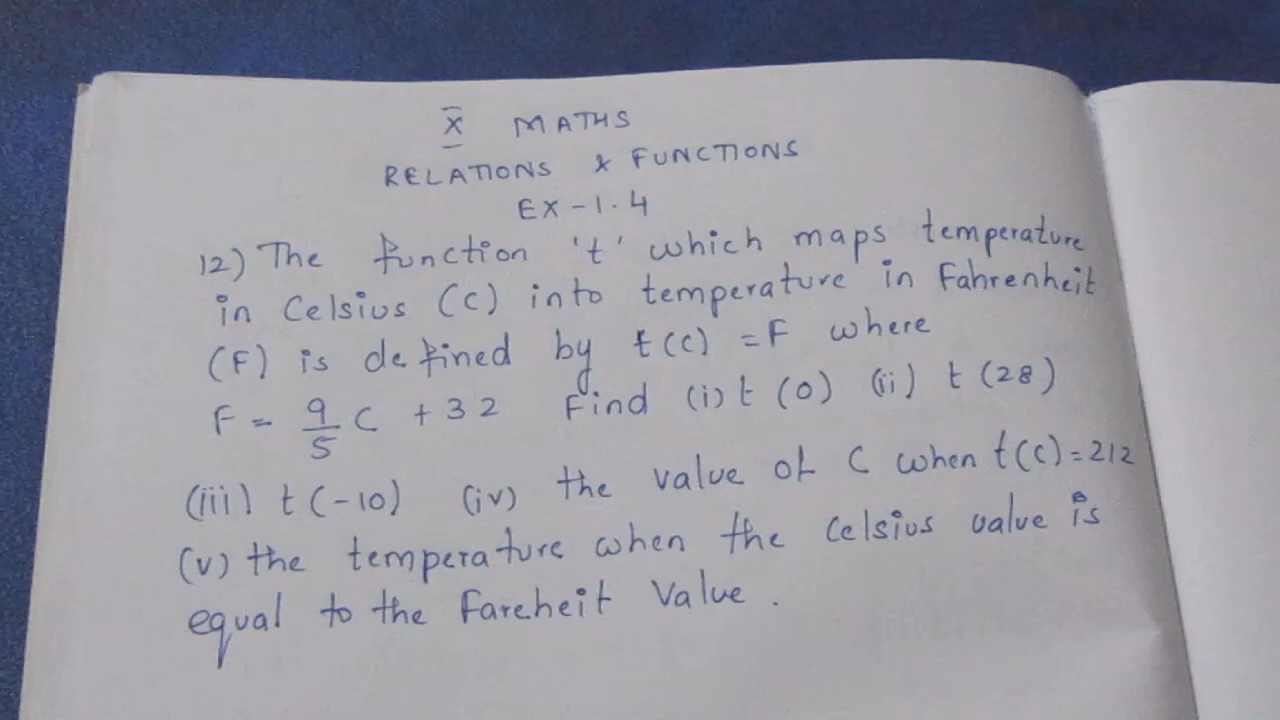 X MATHS
RELATIONS & FUNCTIONS
EX-1.4
12) The function 't' which maps temperature
in Celsius (C) into temperature in Fahrenheit
(F) is defined by t(C) = F where
F = 9/5 C + 32 Find (i) t (0) (ii) t (28)
(iii) t (-10) (iv) the value of C when t(C) = 212
(v) the temperature when the Celsius value is
equal to the Fareheit Value.